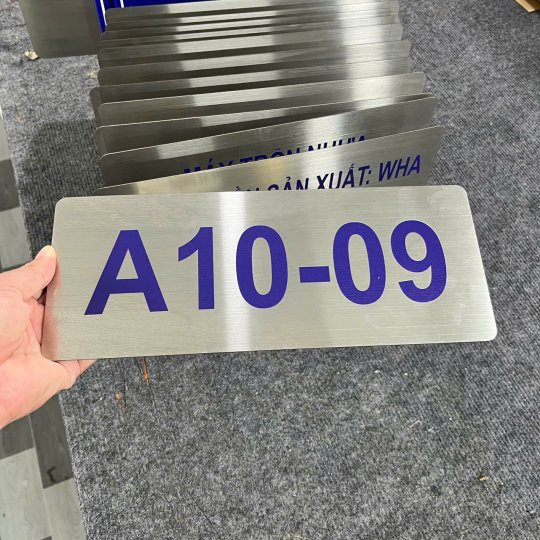 MÁY TRỘN NHỰA
SẢN XUẤT: WHA
A10-09